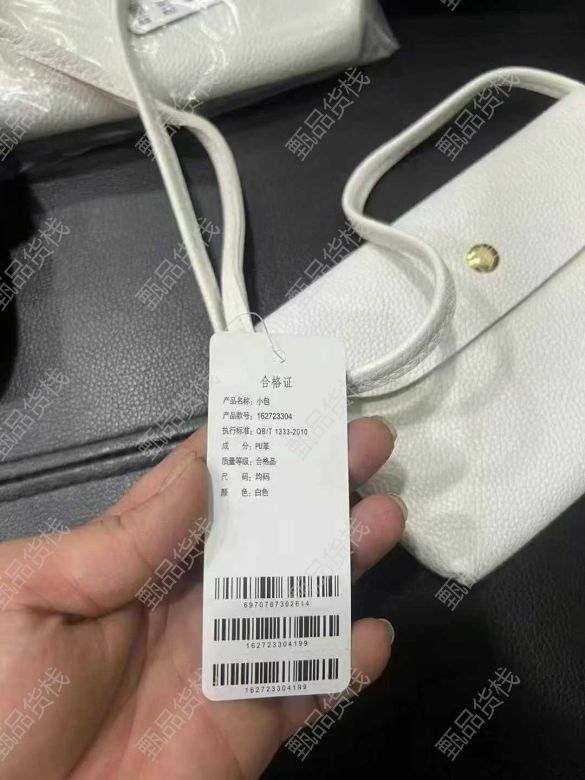 合格证
产品名称：小包
产品款号：162723304
执行标准：QB/T 1333-2010
成 分：PU革
质量等级：合格品
尺 码：均码
颜 色：白色
6970767302614
162723304199
162723304199
甄品货栈